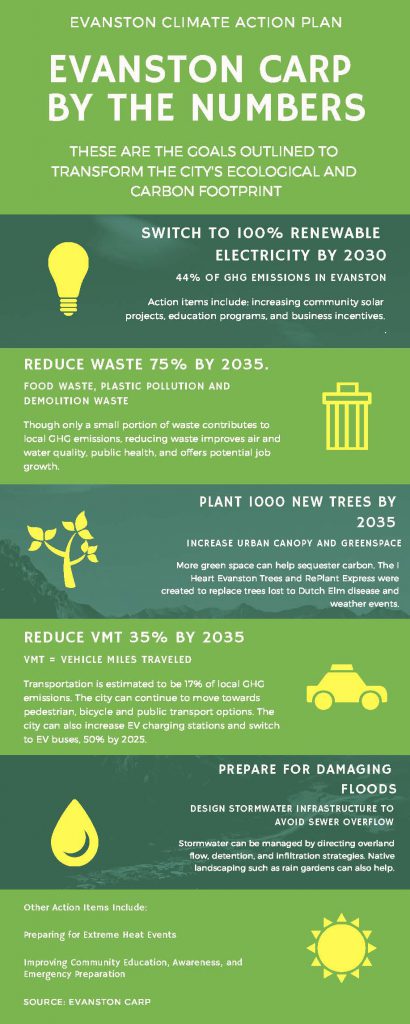 EVANSTON CLIMATE ACTION PLAN
EVANSTON CARP
BY THE NUMBERS
THESE ARE THE GOALS OUTLINED TO
TRANSFORM THE CITY'S ECOLOGICAL AND
CARBON FOOTPRINT
SWITCH TO 100% RENEWABLE
ELECTRICITY BY 2030
44% OF GHG EMISSIONS IN EVANSTON
Action items include: increasing community solar
projects, education programs, and business incentives.
.
REDUCE WASTE 75% BY 2035.
FOOD WASTE, PLASTIC POLLUTION AND
DEMOLITION WASTE
Though only a small portion of waste contributes to
local GHG emissions, reducing waste improves air and
water quality, public health, and offers potential job
growth.
PLANT 1000 NEW TREES BY
2035
INCREASE URBAN CANOPY AND GREENSPACE
More green space can help sequester carbon. The I
Heart Evanston Trees and RePlant Express were
created to replace trees lost to Dutch Elm disease and
weather events.
REDUCE VMT 35% BY 2035
VMT = VEHICLE MILES TRAVELED
Transportation is estimated to be 17% of local GHG
emissions. The city can continue to move towards
pedestrian, bicycle and public transport options. The
city can also increase EV charging stations and switch
to EV buses, 50% by 2025.
PREPARE FOR DAMAGING
FLOODS
DESIGN STORMWATER INFRASTRUCTURE TO
AVOID SEWER OVERFLOW
Stormwater can be managed by directing overland
flow, detention, and infiltration strategies. Native
landscaping such as rain gardens can also help.
Other Action Items Include:
Preparing for Extreme Heat Events
Improving Community Education, Awareness, and
Emergency Preparation
SOURCE: EVANSTON CARP